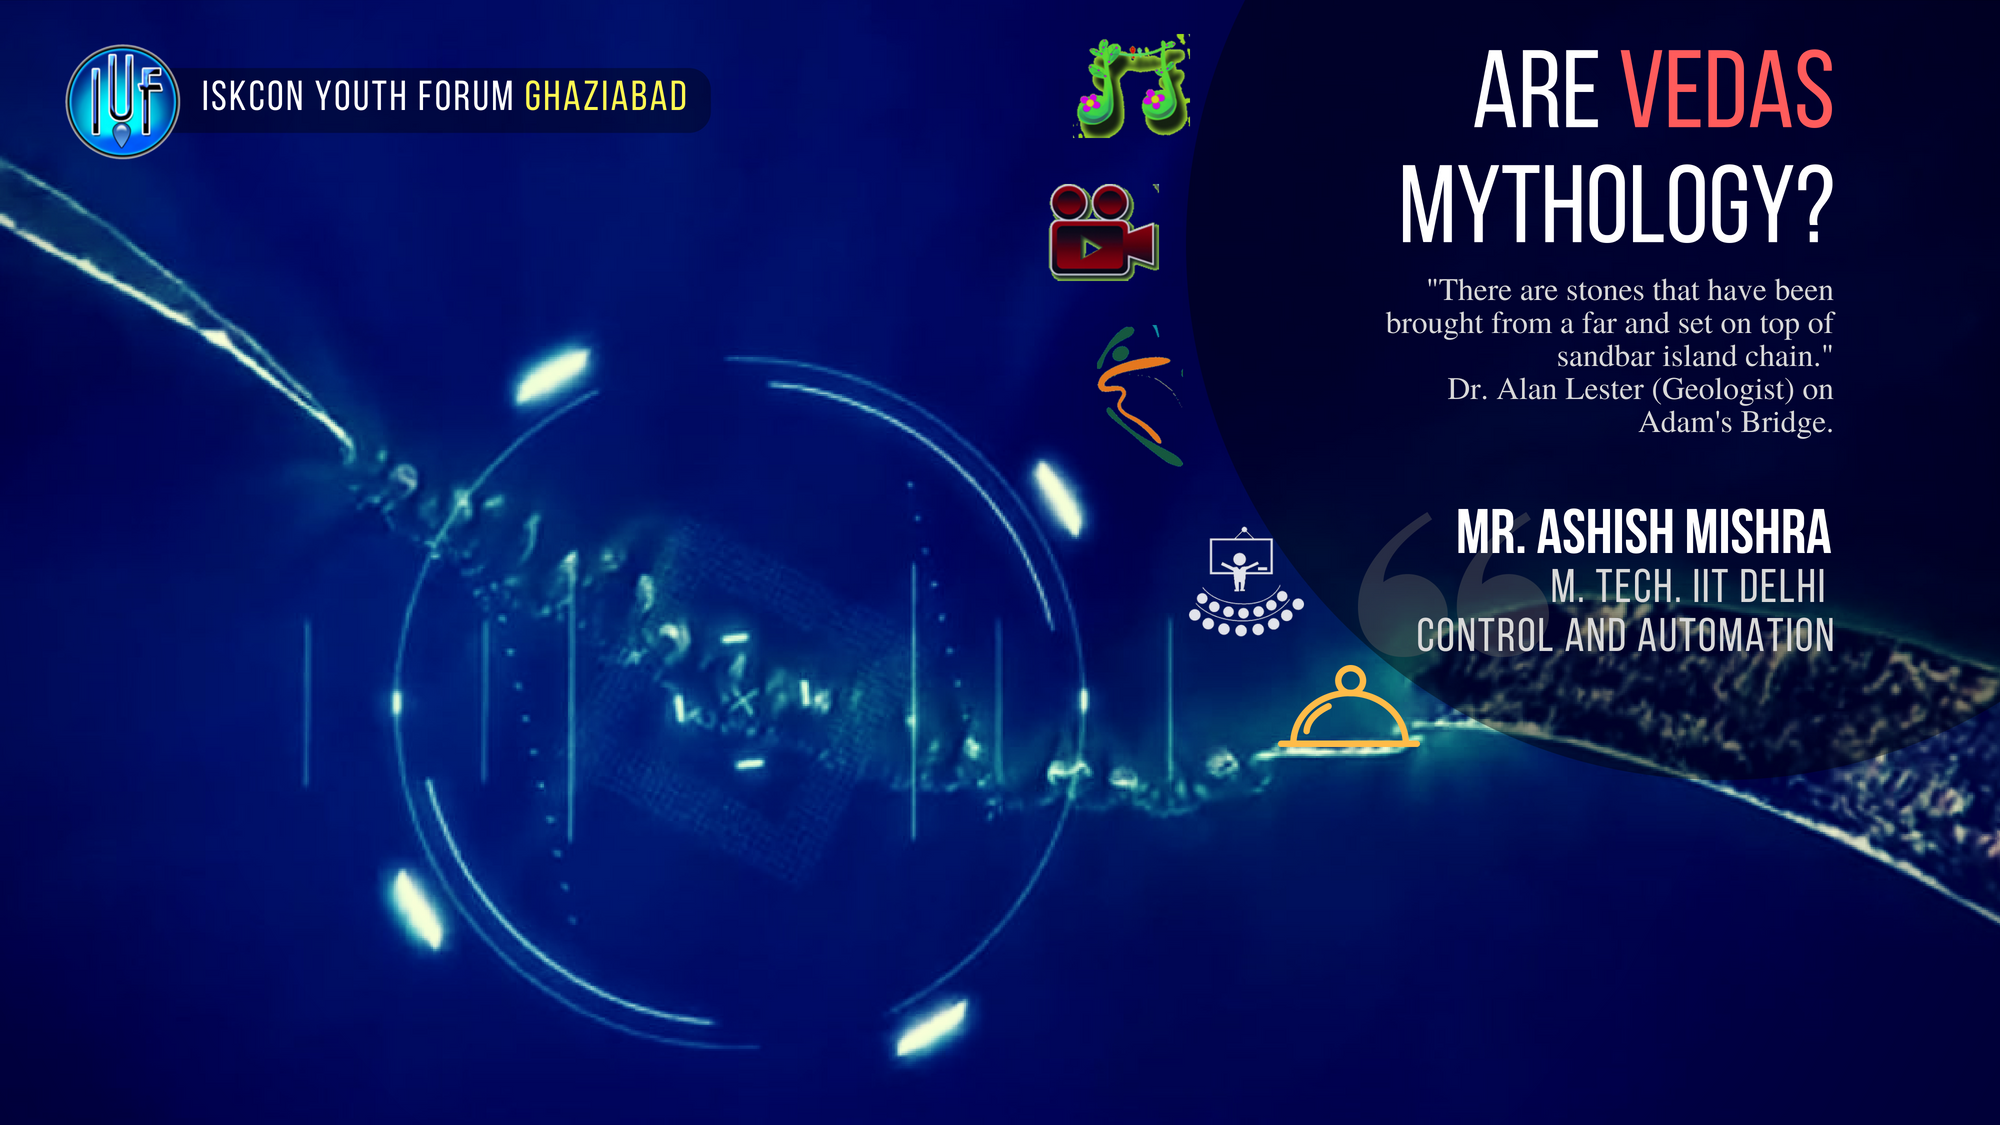 IUF
ISKCON YOUTH FORUM GHAZIABAD
ARE VEDAS
MYTHOLOGY?
"There are stones that have been
brought from a far and set on top of
sandbar island chain."
Dr. Alan Lester (Geologist) on
Adam's Bridge.
MR. ASHISH MISHRA
M. TECH. IIT DELHI
CONTROL AND AUTOMATION